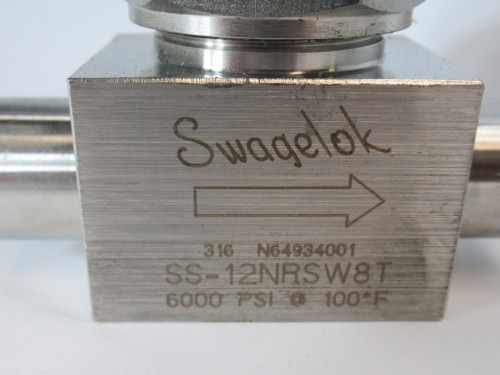 Swagelok
316 N64934001
SS-12NRSW8T
6000 PSI @ 100°F